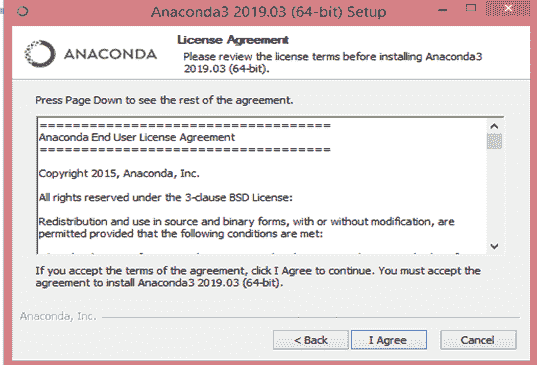 Anaconda3 2019.03 (64-bit) Setup
ANACONDA
License Agreement
Please review the license terms before installing Anaconda3
2019.03 (64-bit).
Press Page Down to see the rest of the agreement.
===================================
Anaconda End User License Agreement
===================================
Copyright 2015, Anaconda, Inc.
All rights reserved under the 3-clause BSD License:
Redistribution and use in source and binary forms, with or without modification, are
permitted provided that the following conditions are met:
If you accept the terms of the agreement, click I Agree to continue. You must accept the
agreement to install Anaconda3 2019.03 (64-bit).
Anaconda, Inc.
< Back
I Agree
Cancel